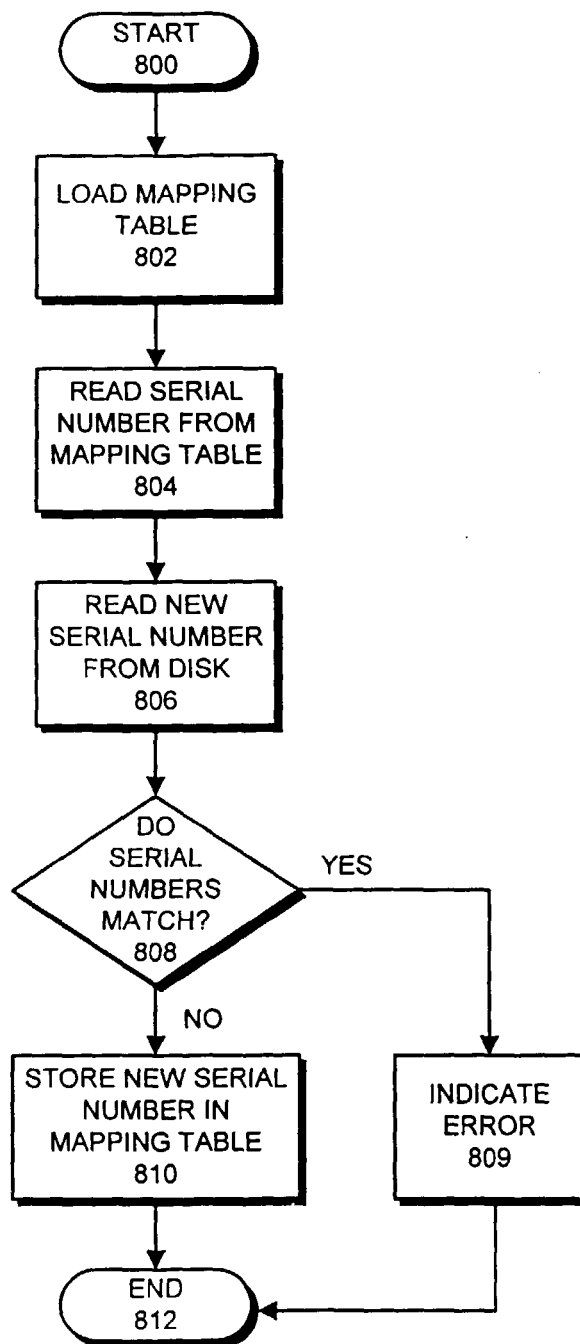 START
800
LOAD MAPPING
TABLE
802
READ SERIAL
NUMBER FROM
MAPPING TABLE
804
READ NEW
SERIAL NUMBER
FROM DISK
806
DO
SERIAL
NUMBERS
MATCH?
808
YES
NO
STORE NEW SERIAL
NUMBER IN
MAPPING TABLE
810
INDICATE
ERROR
809
END
812